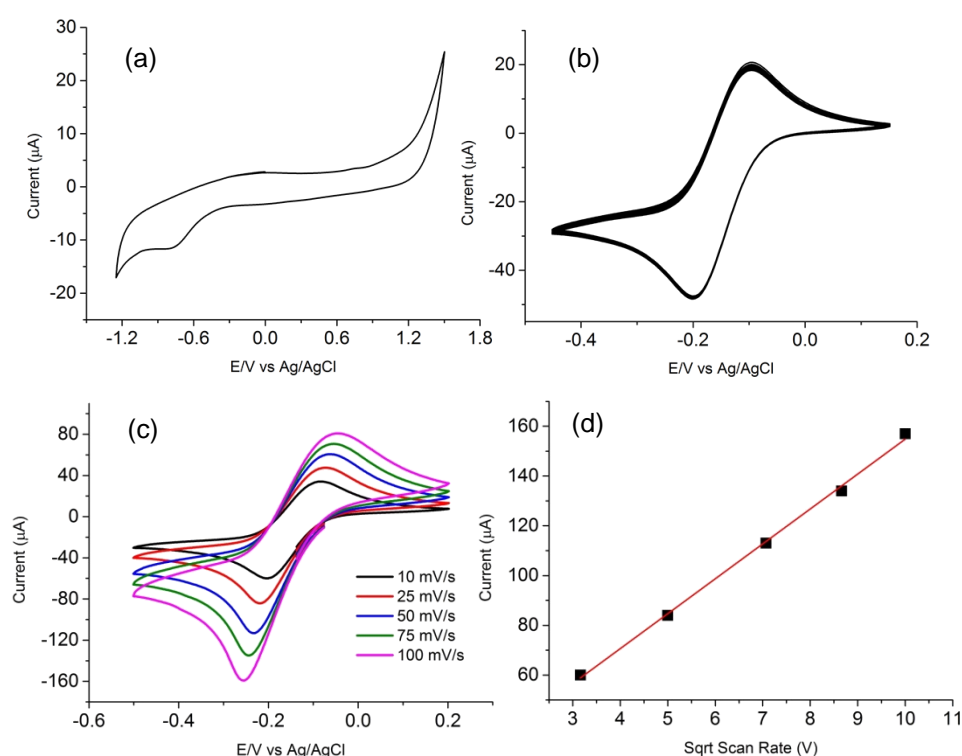 (a)
30
20
10
0
-10
-20
Current (µA)
-1.2 -0.6 0.0 0.6 1.2 1.8
E/V vs Ag/AgCl
(b)
20
0
-20
-40
Current (µA)
-0.4 -0.2 0.0 0.2
E/V vs Ag/AgCl
(c)
80
40
0
-40
-80
-120
-160
Current (µA)
10 mV/s
25 mV/s
50 mV/s
75 mV/s
100 mV/s
-0.6 -0.4 -0.2 0.0 0.2
E/V vs Ag/AgCl
(d)
160
140
120
100
80
60
Current (µA)
3 4 5 6 7 8 9 10 11
Sqrt Scan Rate (V)